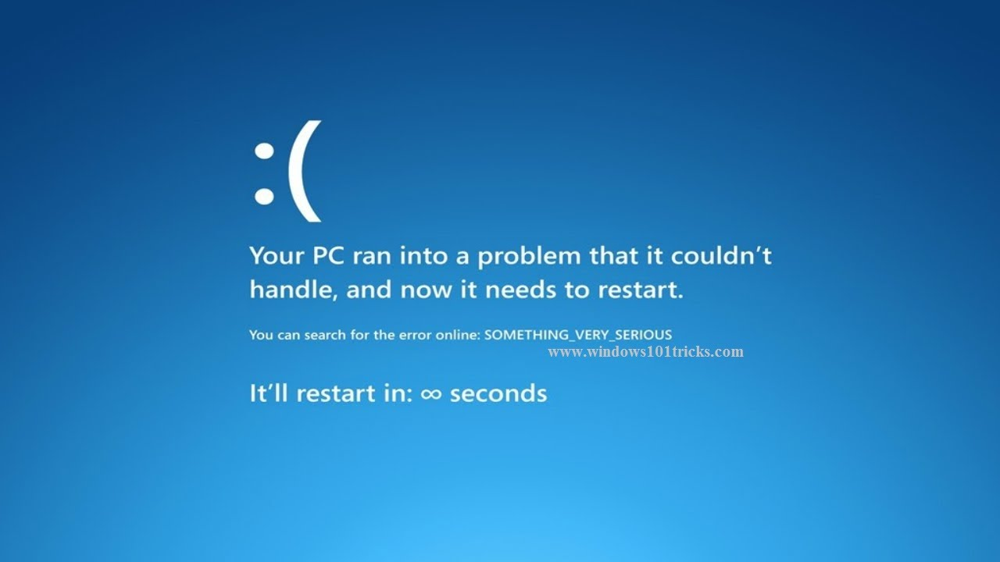 :(
Your PC ran into a problem that it couldn’t
handle, and now it needs to restart.
You can search for the error online: SOMETHING_VERY_SERIOUS
www.windows101tricks.com
It’ll restart in: ∞ seconds